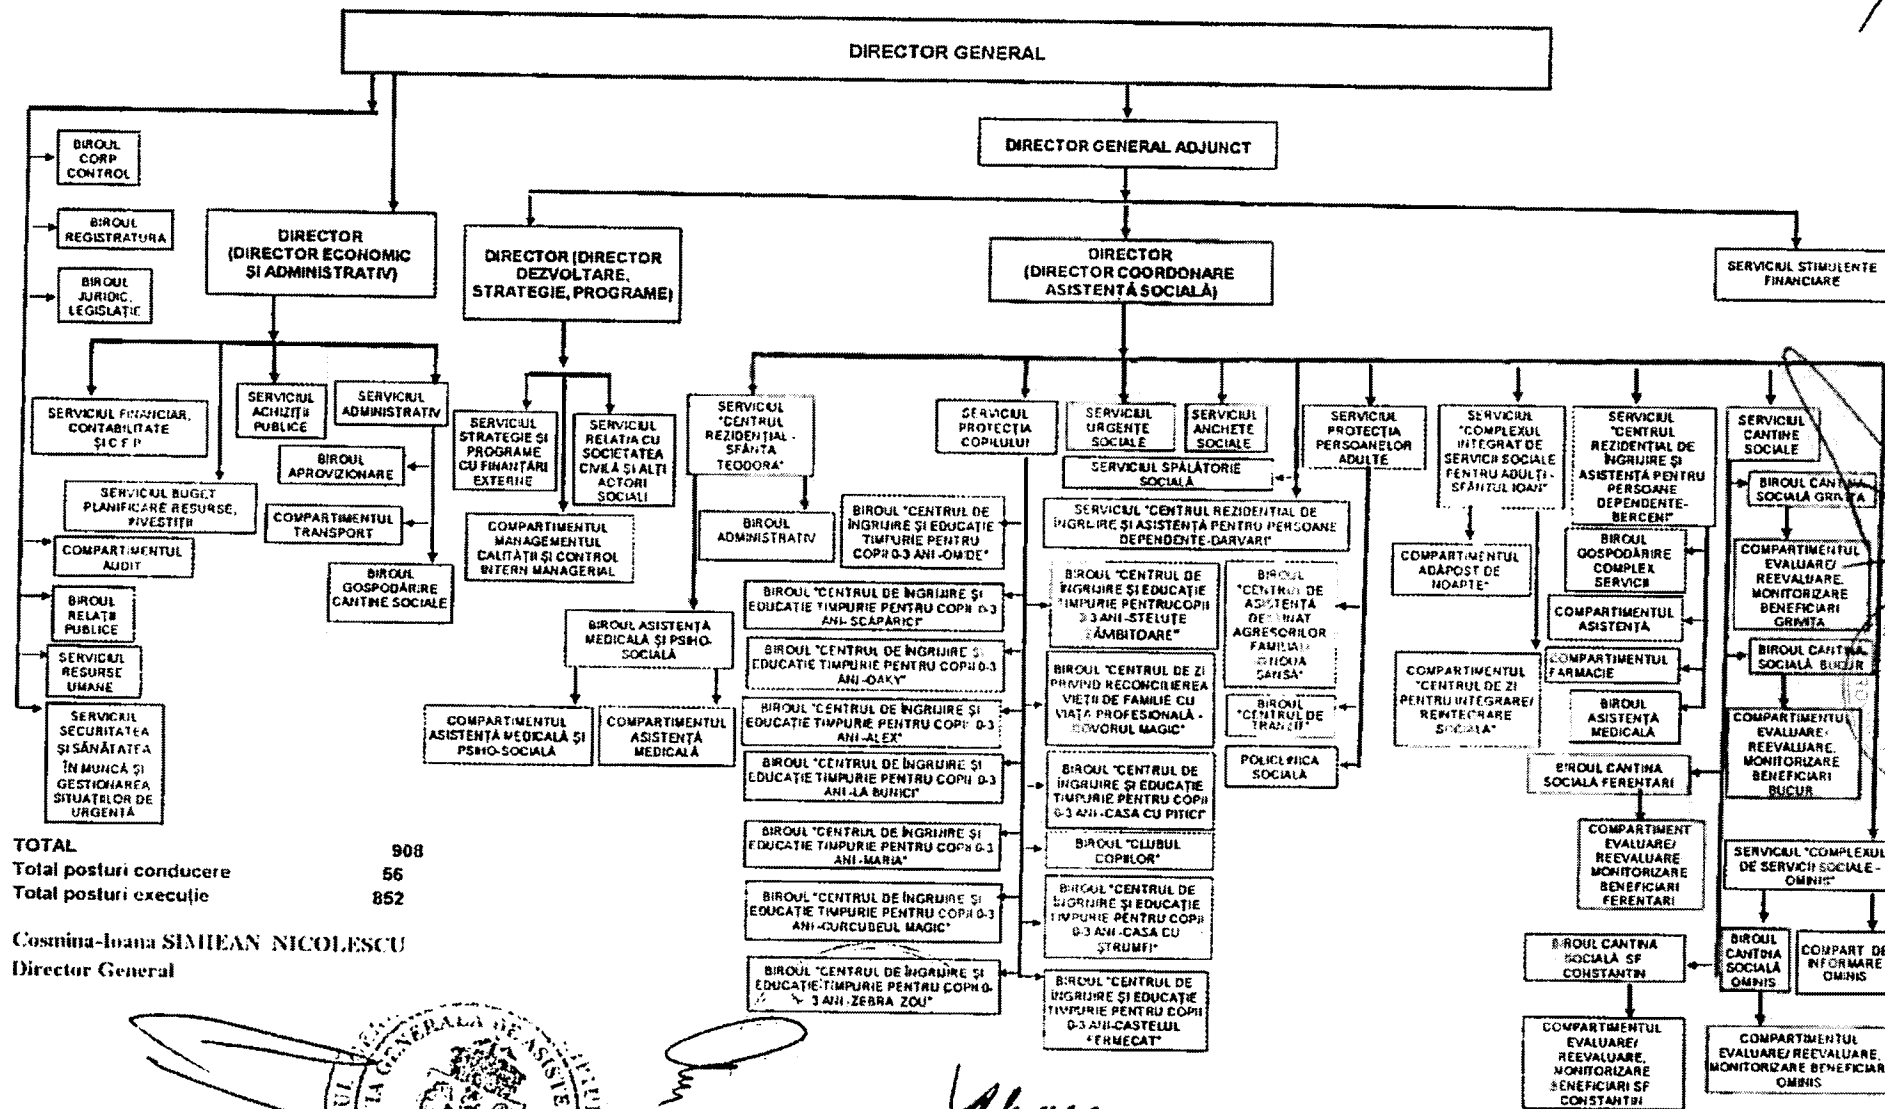 DIRECTOR GENERAL
DIRECTOR GENERAL ADJUNCT
BIROUL
CORP
CONTROL
BIROUL
REGISTRATURA
BIROUL
JURIDIC,
LEGISLAȚIE
DIRECTOR
(DIRECTOR ECONOMIC
ȘI ADMINISTRATIV)
DIRECTOR (DIRECTOR
DEZVOLTARE,
STRATEGIE, PROGRAME)
DIRECTOR
(DIRECTOR COORDONARE
ASISTENȚĂ SOCIALĂ)
SERVICIUL STIMULENTE
FINANCIARE
SERVICIUL FINANCIAR,
CONTABILITATE
ȘI C F P
SERVICIUL
ACHIZIȚII
PUBLICE
SERVICIUL
ADMINISTRATIV
BIROUL
APROVIZIONARE
SERVICIUL BUGET
PLANIFICARE RESURSE,
INVESTIȚII
COMPARTIMENTUL
TRANSPORT
COMPARTIMENTUL
AUDIT
BIROUL
GOSPODĂRIRE
CANTINE SOCIALE
BIROUL
RELAȚII
PUBLICE
SERVICIUL
RESURSE
UMANE
SERVICIUL
SECURITATEA
ȘI SĂNĂTATEA
ÎN MUNCĂ ȘI
GESTIONAREA
SITUAȚIILOR DE
URGENȚĂ
SERVICIUL
STRATEGIE ȘI
PROGRAME
CU FINANȚĂRI
EXTERNE
SERVICIUL
RELAȚIA CU
SOCIETATEA
CIVILĂ ȘI ALȚI
ACTORI
SOCIALI
COMPARTIMENTUL
MANAGEMENTUL
CALITĂȚII ȘI CONTROL
INTERN MANAGERIAL
SERVICIUL
"CENTRUL
REZIDENȚIAL -
SFÂNTA
TEODORA"
BIROUL
ADMINISTRATIV
BIROUL ASISTENȚĂ
MEDICALĂ ȘI PSIHO-
SOCIALĂ
COMPARTIMENTUL
ASISTENȚĂ MEDICALĂ ȘI
PSIHO-SOCIALĂ
COMPARTIMENTUL
ASISTENȚĂ
MEDICALĂ
SERVICIUL
PROTECȚIA
COPILULUI
SERVICIUL
URGENȚE
SOCIALE
SERVICIUL
ANCHETE
SOCIALE
SERVICIUL SPĂLĂTORIE
SOCIALĂ
SERVICIUL
PROTECȚIA
PERSOANELOR
ADULTE
SERVICIUL "CENTRUL REZIDENȚIAL DE
ÎNGRIJIRE ȘI ASISTENȚĂ PENTRU PERSOANE
DEPENDENTE-DARVARI"
BIROUL "CENTRUL DE
ÎNGRIJIRE ȘI EDUCAȚIE
TIMPURIE PENTRU
COPII 0-3 ANI -OMIDE"
BIROUL "CENTRUL DE ÎNGRIJIRE ȘI
EDUCAȚIE TIMPURIE PENTRU COPII 0-3
ANI- SCAPĂRICI"
BIROUL "CENTRUL DE ÎNGRIJIRE ȘI
EDUCAȚIE TIMPURIE PENTRU COPII 0-3
ANI -OAKY"
BIROUL "CENTRUL DE ÎNGRIJIRE ȘI
EDUCAȚIE TIMPURIE PENTRU COPII 0-3
ANI -ALEX"
BIROUL "CENTRUL DE ÎNGRIJIRE ȘI
EDUCAȚIE TIMPURIE PENTRU COPII 0-3
ANI -LA BUNICI"
BIROUL "CENTRUL DE ÎNGRIJIRE ȘI
EDUCAȚIE TIMPURIE PENTRU COPII 0-3
ANI -MARIA"
BIROUL "CENTRUL DE ÎNGRIJIRE ȘI
EDUCAȚIE TIMPURIE PENTRU COPII 0-3
ANI -CURCUBEUL MAGIC"
BIROUL "CENTRUL DE ÎNGRIJIRE ȘI
EDUCAȚIE TIMPURIE PENTRU COPII 0-
3 ANI -ZEBRA ZOU"
BIROUL "CENTRUL DE
ÎNGRIJIRE ȘI EDUCAȚIE
TIMPURIE PENTRUCOPII
0-3 ANI -STELUȚE
ZÂMBITOARE"
BIROUL "CENTRUL DE ZI
PRIVIND RECONCILIEREA
VIEȚII DE FAMILIE CU
VIAȚA PROFESIONALĂ -
COVORUL MAGIC"
BIROUL "CENTRUL DE
ÎNGRIJIRE ȘI EDUCAȚIE
TIMPURIE PENTRU COPII
0-3 ANI -CASA CU PITICI"
BIROUL "CLUBUL
COPIILOR"
BIROUL "CENTRUL DE
ÎNGRIJIRE ȘI EDUCAȚIE
TIMPURIE PENTRU COPII
0-3 ANI -CASA CU
ȘTRUMFI"
BIROUL "CENTRUL DE
ÎNGRIJIRE ȘI EDUCAȚIE
TIMPURIE PENTRU COPII
0-3 ANI-CASTELUL
FERMECAT"
BIROUL
"CENTRUL DE
ASISTENȚĂ
DESTINAT
AGRESORILOR
FAMILIALI
O NOUĂ
ȘANSĂ"
BIROUL
"CENTRUL DE
TRANZIT"
POLICLINICA
SOCIALĂ
SERVICIUL
"COMPLEXUL
INTEGRAT DE
SERVICII SOCIALE
PENTRU ADULȚI -
SFÂNTUL IOAN"
COMPARTIMENTUL
ADĂPOST DE
NOAPTE"
COMPARTIMENTUL
"CENTRUL DE ZI
PENTRU INTEGRARE/
REINTEGRARE
SOCIALĂ"
SERVICIUL
"CENTRUL
REZIDENȚIAL DE
ÎNGRIJIRE ȘI
ASISTENȚĂ PENTRU
PERSOANE
DEPENDENTE-
BERCENI"
BIROUL
GOSPODĂRIRE
COMPLEX
SERVICII
COMPARTIMENTUL
ASISTENȚĂ
COMPARTIMENTUL
FARMACIE
BIROUL
ASISTENȚĂ
MEDICALĂ
SERVICIUL
CANTINE
SOCIALE
BIROUL CANTINA
SOCIALĂ GRIVIȚA
COMPARTIMENTUL
EVALUARE/
REEVALUARE,
MONITORIZARE
BENEFICIARI
GRIVIȚA
BIROUL CANTINA
SOCIALĂ BUCUR
COMPARTIMENTUL
EVALUARE/
REEVALUARE,
MONITORIZARE
BENEFICIARI
BUCUR
BIROUL CANTINA
SOCIALĂ FERENTARI
COMPARTIMENT
EVALUARE/
REEVALUARE
MONITORIZARE
BENEFICIARI
FERENTARI
SERVICIUL "COMPLEXUL
DE SERVICII SOCIALE -
OMINIS"
BIROUL CANTINA
SOCIALĂ SF
CONSTANTIN
BIROUL
CANTINA
SOCIALĂ
OMINIS
COMPART DE
INFORMARE
OMINIS
COMPARTIMENTUL
EVALUARE/
REEVALUARE,
MONITORIZARE
BENEFICIARI SF
CONSTANTIN
COMPARTIMENTUL
EVALUARE/ REEVALUARE,
MONITORIZARE BENEFICIARI
OMINIS
TOTAL 908
Total posturi conducere 56
Total posturi execuție 852
Cosmina-Ioana SIMIEAN NICOLESCU
Director General
GENERALA DE ASISTE